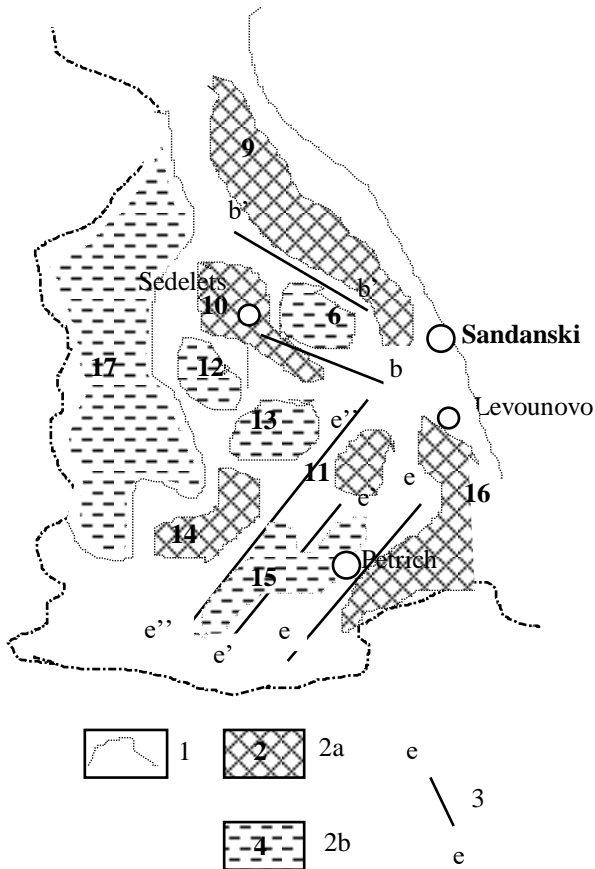 9
b’
Sedelets
b’
10
6
Sandanski
17
12
b
Levounovo
13
e’’
11
e
16
e’
14
Petrich
15
e’’
e
e’
1
2
2a
e
3
4
2b
e